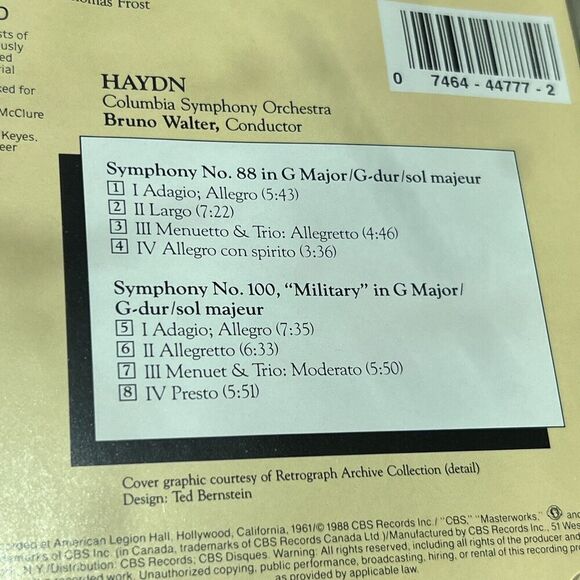 Thomas Frost
ts of
usly
ed
rial
ked for
McClure
Keyes.
eer
0 7464-44777-2
HAYDN
Columbia Symphony Orchestra
Bruno Walter, Conductor
Symphony No. 88 in G Major/G-dur/sol majeur
1 I Adagio; Allegro (5:43)
2 II Largo (7:22)
3 III Menuetto & Trio: Allegretto (4:46)
4 IV Allegro con spirito (3:36)
Symphony No. 100, “Military” in G Major/
G-dur/sol majeur
5 I Adagio; Allegro (7:35)
6 II Allegretto (6:33)
7 III Menuet & Trio: Moderato (5:50)
8 IV Presto (5:51)
Cover graphic courtesy of Retrograph Archive Collection (detail)
Design: Ted Bernstein
at American Legion Hall, Hollywood, California, 1961/© 1988 CBS Records Inc./ “CBS,” “Masterworks,” and
of CBS Inc. (in Canada, trademarks of CBS Records Canada Ltd.)/Manufactured by CBS Records Inc., 51 West
N.Y./Distribution: CBS Records, CBS Disques. Warning: All rights reserved, including all rights of the producer and
work. Unauthorized copying, public performance, broadcasting, hiring, or rental of this recording
as provided by applicable law.